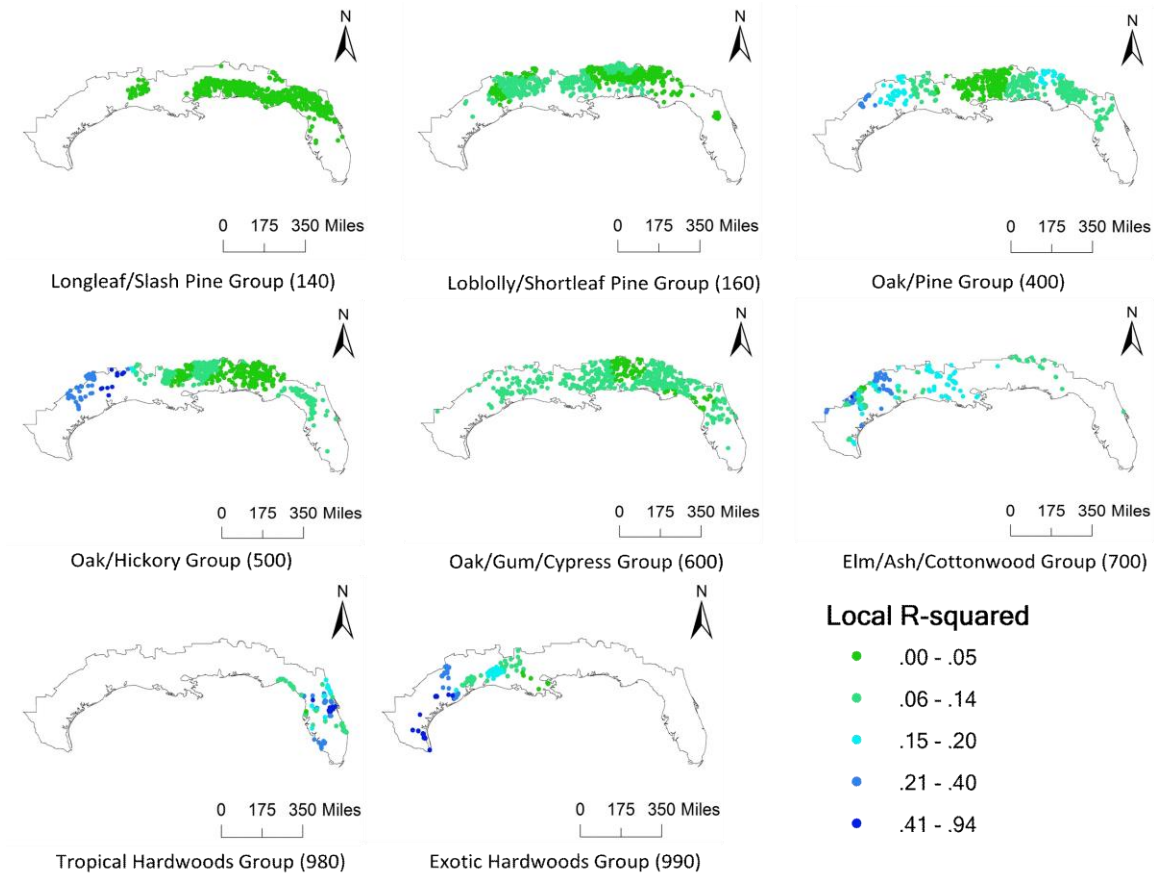 N
N
N
0 175 350 Miles
0 175 350 Miles
0 175 350 Miles
Longleaf/Slash Pine Group (140)
Loblolly/Shortleaf Pine Group (160)
Oak/Pine Group (400)
N
N
N
0 175 350 Miles
0 175 350 Miles
0 175 350 Miles
Oak/Hickory Group (500)
Oak/Gum/Cypress Group (600)
Elm/Ash/Cottonwood Group (700)
N
N
0 175 350 Miles
0 175 350 Miles
Tropical Hardwoods Group (980)
Exotic Hardwoods Group (990)
Local R-squared
.00 - .05
.06 - .14
.15 - .20
.21 - .40
.41 - .94